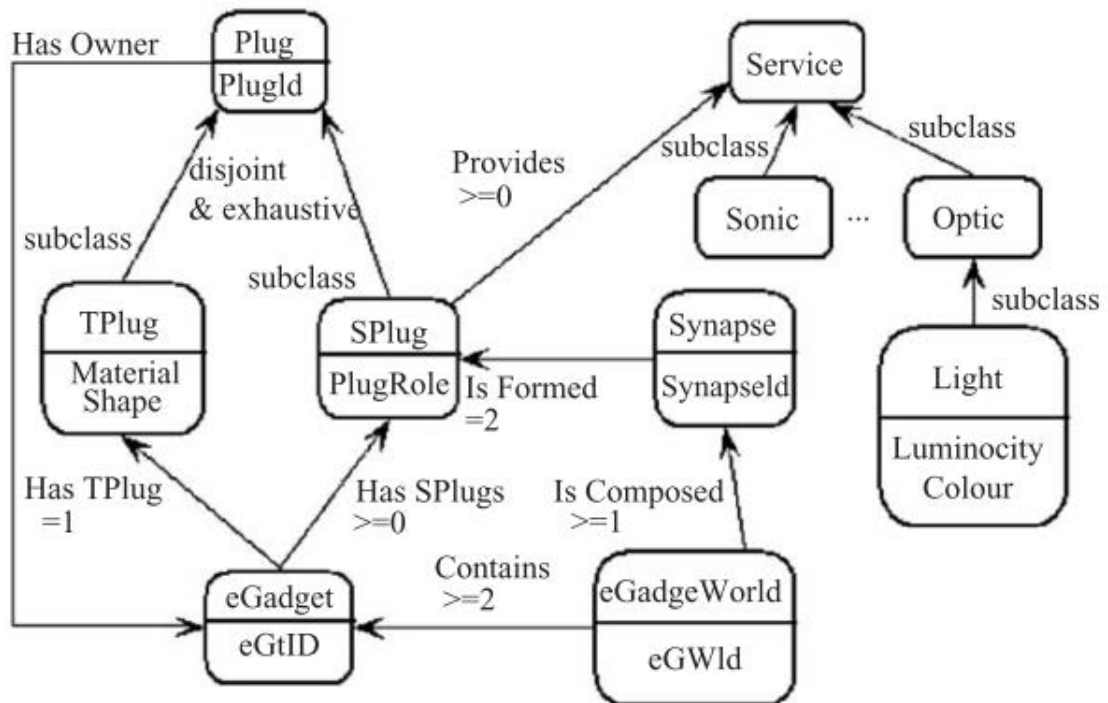 Has Owner
Plug
PlugId
Service
subclass
subclass
Provides
>=0
disjoint
& exhaustive
Sonic
...
Optic
subclass
subclass
subclass
TPlug
Material
Shape
SPlug
PlugRole
Synapse
SynapseId
Is Formed
=2
Light
Luminocity
Colour
Has TPlug
=1
Has SPlugs
>=0
Is Composed
>=1
Contains
>=2
eGadget
eGtID
eGadgeWorld
eGWId